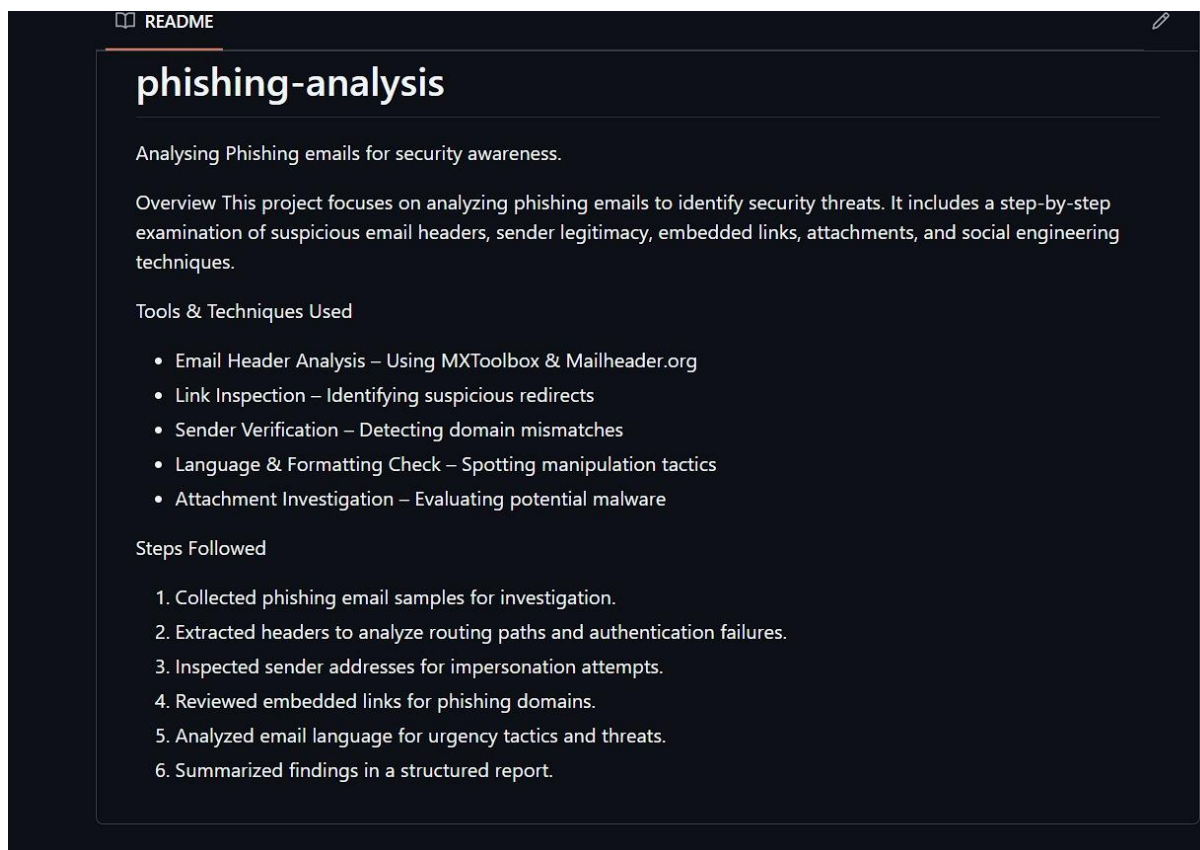 README
phishing-analysis
Analysing Phishing emails for security awareness.
Overview This project focuses on analyzing phishing emails to identify security threats. It includes a step-by-step
examination of suspicious email headers, sender legitimacy, embedded links, attachments, and social engineering
techniques.
Tools & Techniques Used
• Email Header Analysis – Using MXToolbox & Mailheader.org
• Link Inspection – Identifying suspicious redirects
• Sender Verification – Detecting domain mismatches
• Language & Formatting Check – Spotting manipulation tactics
• Attachment Investigation – Evaluating potential malware
Steps Followed
1. Collected phishing email samples for investigation.
2. Extracted headers to analyze routing paths and authentication failures.
3. Inspected sender addresses for impersonation attempts.
4. Reviewed embedded links for phishing domains.
5. Analyzed email language for urgency tactics and threats.
6. Summarized findings in a structured report.